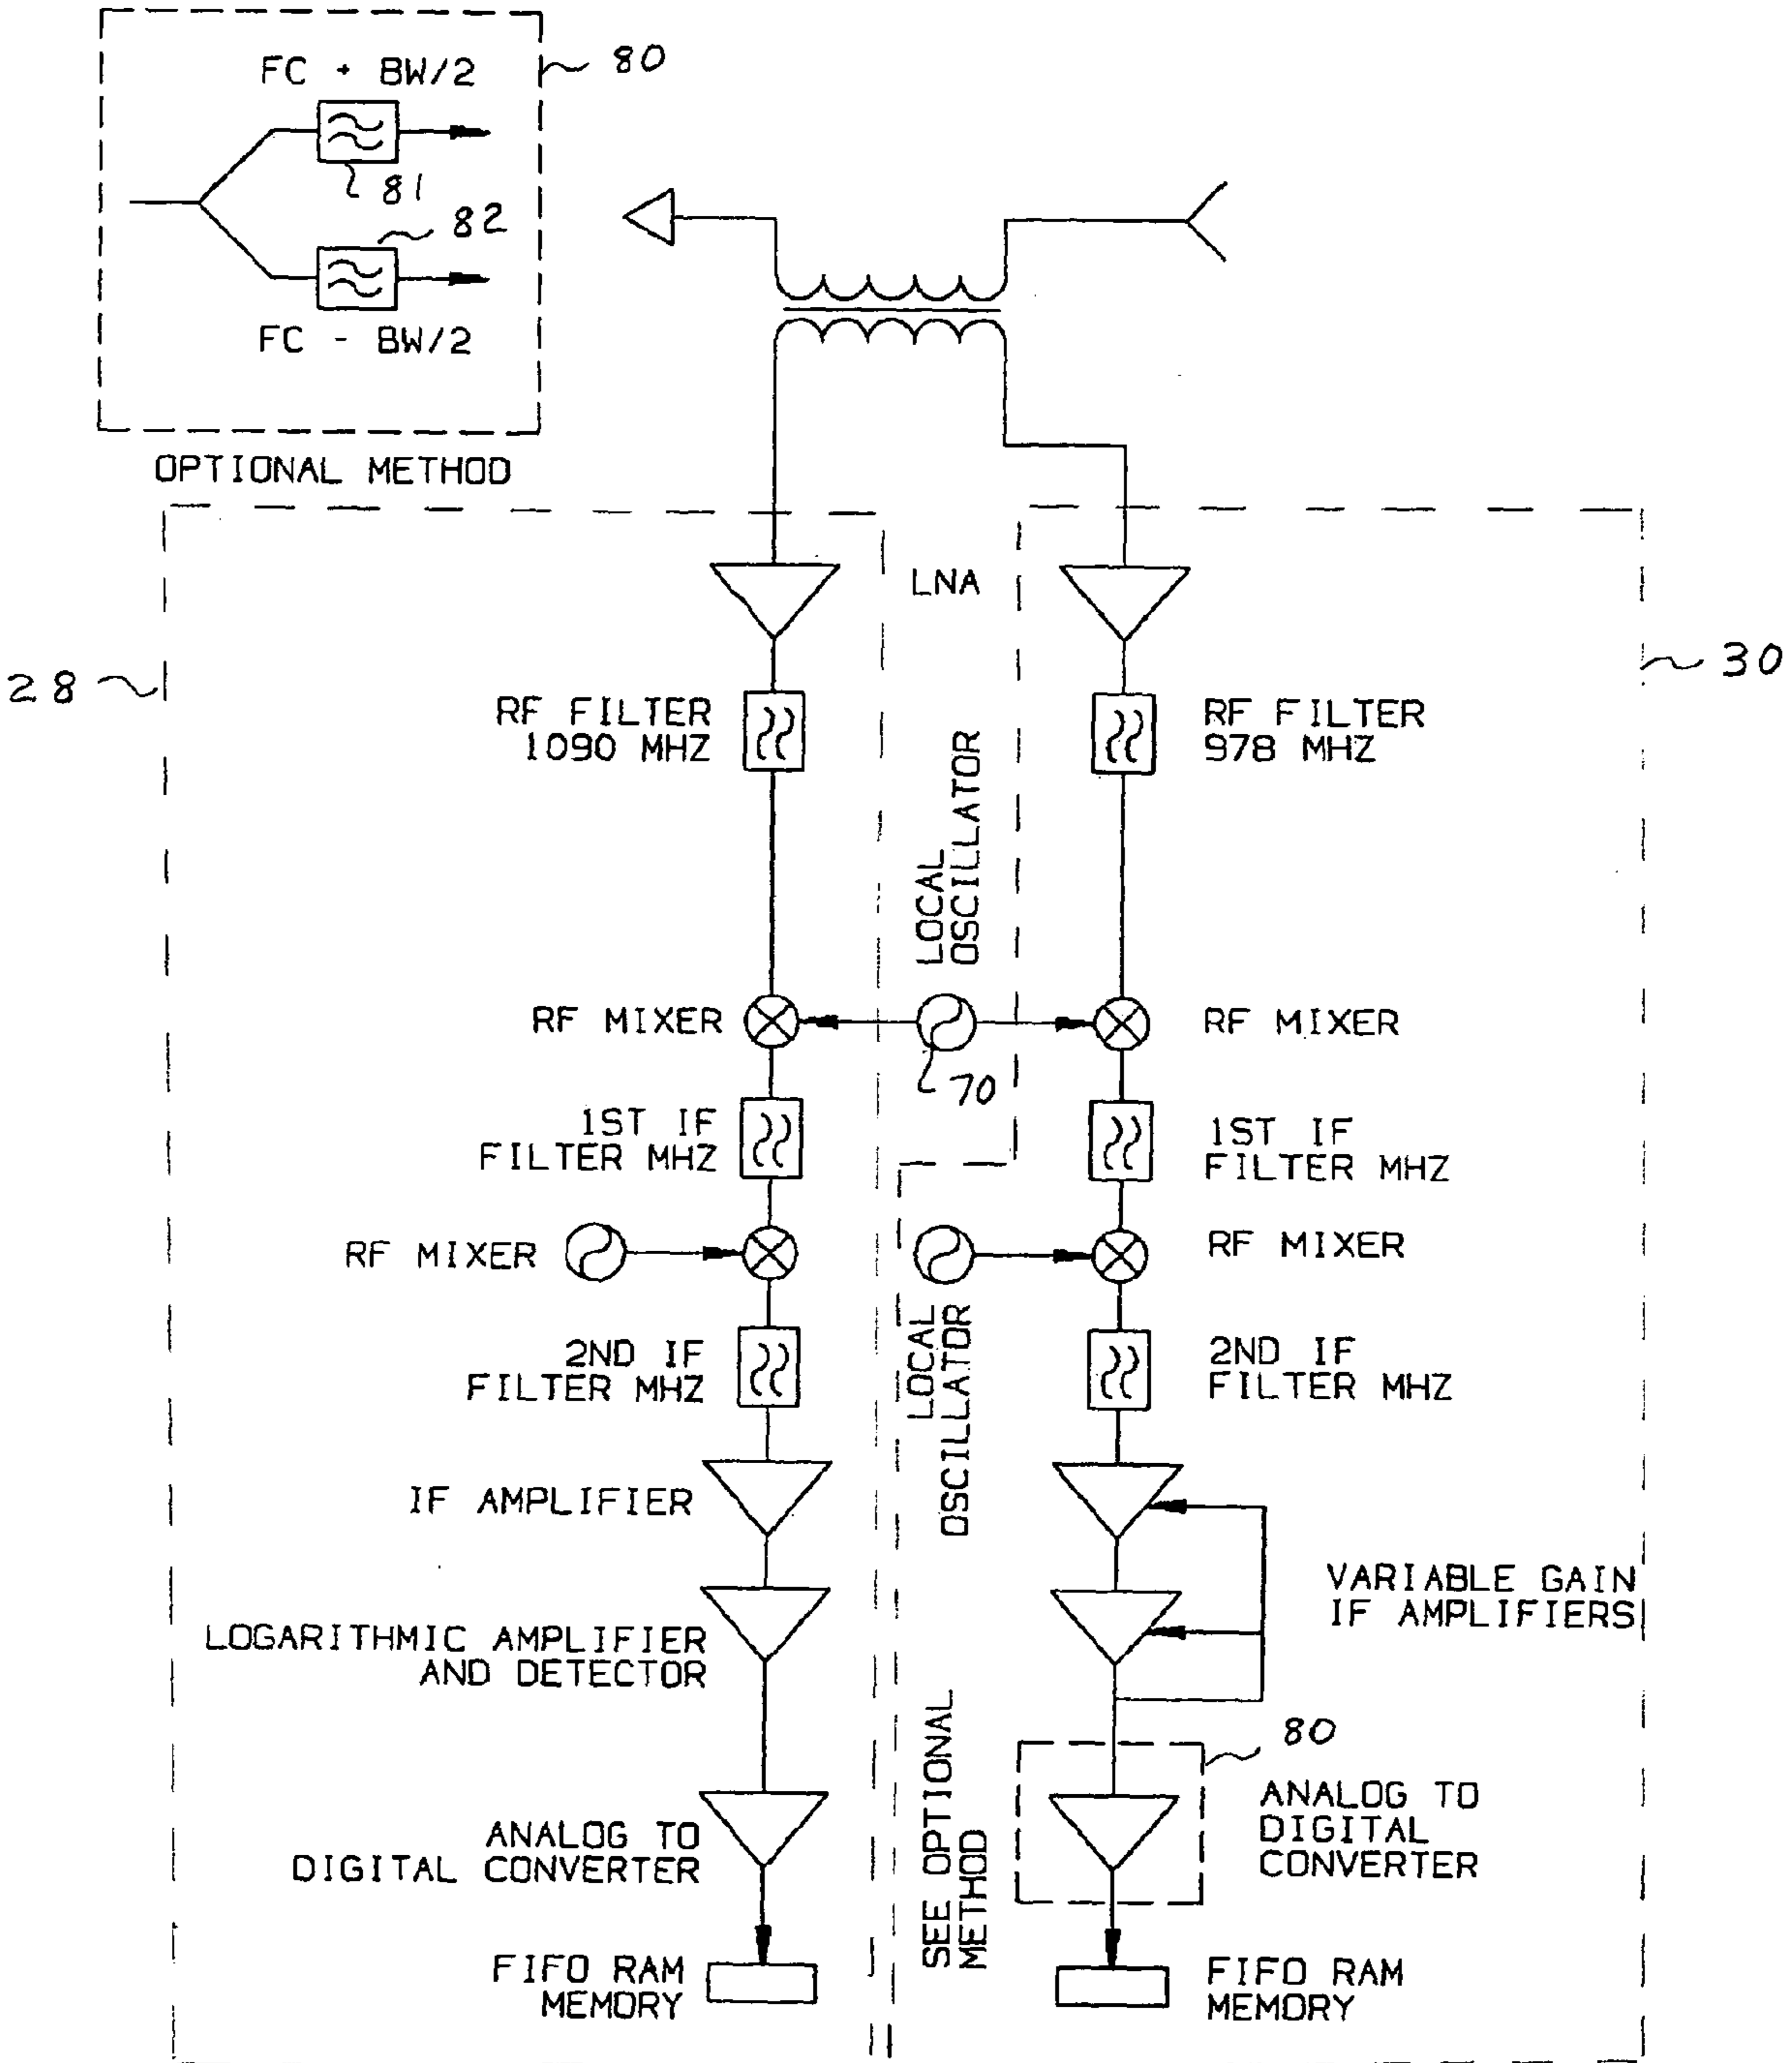 FC + BW/2
80
81
82
FC - BW/2
OPTIONAL METHOD
LNA
28
30
RF FILTER
1090 MHZ
RF FILTER
978 MHZ
LOCAL
OSCILLATOR
RF MIXER
RF MIXER
70
1ST IF
FILTER MHZ
1ST IF
FILTER MHZ
RF MIXER
RF MIXER
2ND IF
FILTER MHZ
LOCAL
OSCILLATOR
2ND IF
FILTER MHZ
IF AMPLIFIER
VARIABLE GAIN
IF AMPLIFIERS
LOGARITHMIC AMPLIFIER
AND DETECTOR
80
SEE OPTIONAL
METHOD
ANALOG TO
DIGITAL CONVERTER
ANALOG TO
DIGITAL
CONVERTER
FIFO RAM
MEMORY
FIFO RAM
MEMORY